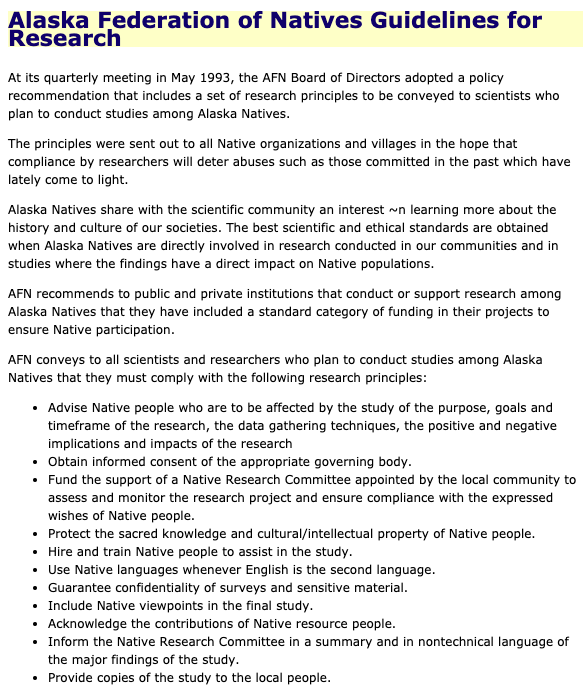 Alaska Federation of Natives Guidelines for
Research
At its quarterly meeting in May 1993, the AFN Board of Directors adopted a policy
recommendation that includes a set of research principles to be conveyed to scientists who
plan to conduct studies among Alaska Natives.
The principles were sent out to all Native organizations and villages in the hope that
compliance by researchers will deter abuses such as those committed in the past which have
lately come to light.
Alaska Natives share with the scientific community an interest ~n learning more about the
history and culture of our societies. The best scientific and ethical standards are obtained
when Alaska Natives are directly involved in research conducted in our communities and in
studies where the findings have a direct impact on Native populations.
AFN recommends to public and private institutions that conduct or support research among
Alaska Natives that they have included a standard category of funding in their projects to
ensure Native participation.
AFN conveys to all scientists and researchers who plan to conduct studies among Alaska
Natives that they must comply with the following research principles:
• Advise Native people who are to be affected by the study of the purpose, goals and
timeframe of the research, the data gathering techniques, the positive and negative
implications and impacts of the research
• Obtain informed consent of the appropriate governing body.
• Fund the support of a Native Research Committee appointed by the local community to
assess and monitor the research project and ensure compliance with the expressed
wishes of Native people.
• Protect the sacred knowledge and cultural/intellectual property of Native people.
• Hire and train Native people to assist in the study.
• Use Native languages whenever English is the second language.
• Guarantee confidentiality of surveys and sensitive material.
• Include Native viewpoints in the final study.
• Acknowledge the contributions of Native resource people.
• Inform the Native Research Committee in a summary and in nontechnical language of
the major findings of the study.
• Provide copies of the study to the local people.